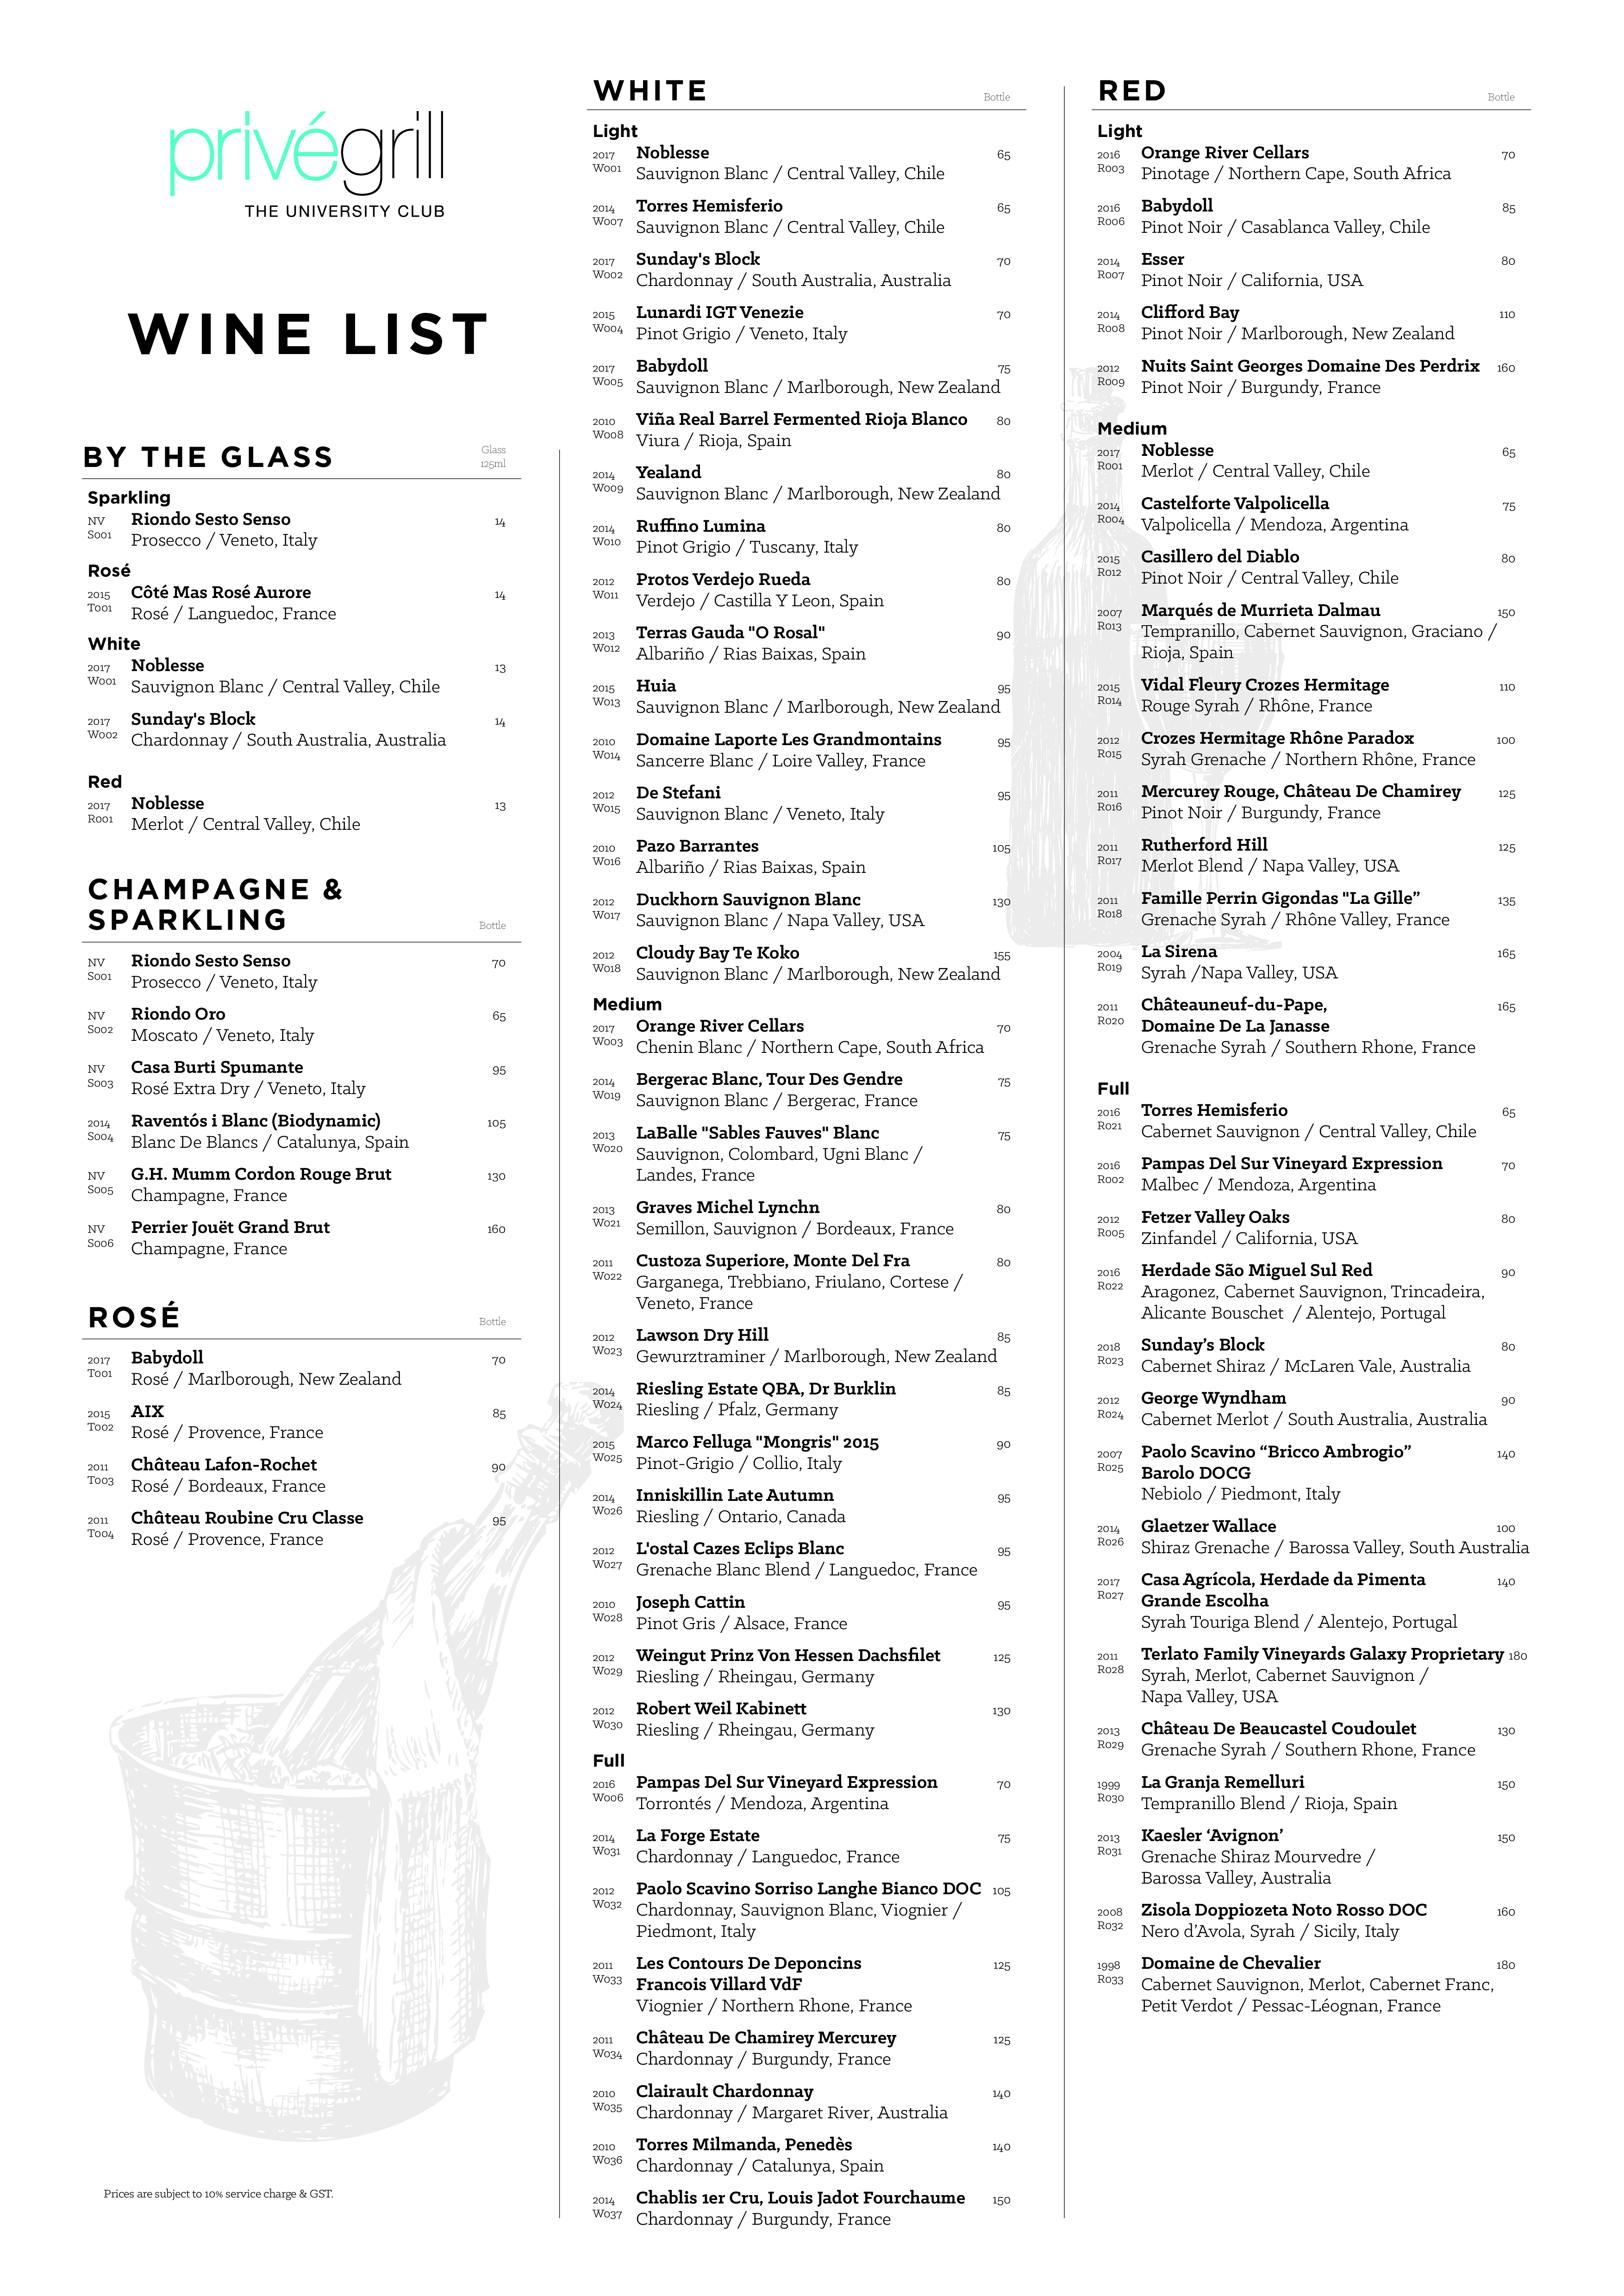 privégrill
THE UNIVERSITY CLUB
WINE LIST
BY THE GLASS
Glass
125ml
Sparkling
NV
S001
Riondo Sesto Senso
14
Prosecco / Veneto, Italy
Rosé
2015
T001
Côté Mas Rosé Aurore
14
Rosé / Languedoc, France
White
2017
W001
Noblesse
13
Sauvignon Blanc / Central Valley, Chile
2017
W002
Sunday's Block
14
Chardonnay / South Australia, Australia
Red
2017
R001
Noblesse
13
Merlot / Central Valley, Chile
CHAMPAGNE &
SPARKLING
Bottle
NV
S001
Riondo Sesto Senso
70
Prosecco / Veneto, Italy
NV
S002
Riondo Oro
65
Moscato / Veneto, Italy
NV
S003
Casa Burti Spumante
95
Rosé Extra Dry / Veneto, Italy
2014
S004
Raventós i Blanc (Biodynamic)
105
Blanc De Blancs / Catalunya, Spain
NV
S005
G.H. Mumm Cordon Rouge Brut
130
Champagne, France
NV
S006
Perrier Jouët Grand Brut
160
Champagne, France
ROSÉ
Bottle
2017
T001
Babydoll
70
Rosé / Marlborough, New Zealand
2015
T002
AIX
85
Rosé / Provence, France
2011
T003
Château Lafon-Rochet
90
Rosé / Bordeaux, France
2011
T004
Château Roubine Cru Classe
95
Rosé / Provence, France
Prices are subject to 10% service charge & GST.
WHITE
Bottle
Light
2017
W001
Noblesse
65
Sauvignon Blanc / Central Valley, Chile
2014
W007
Torres Hemisferio
65
Sauvignon Blanc / Central Valley, Chile
2017
W002
Sunday's Block
70
Chardonnay / South Australia, Australia
2015
W004
Lunardi IGT Venezie
70
Pinot Grigio / Veneto, Italy
2017
W005
Babydoll
75
Sauvignon Blanc / Marlborough, New Zealand
2010
W008
Viña Real Barrel Fermented Rioja Blanco
80
Viura / Rioja, Spain
2014
W009
Yealand
80
Sauvignon Blanc / Marlborough, New Zealand
2014
W010
Ruffino Lumina
80
Pinot Grigio / Tuscany, Italy
2012
W011
Protos Verdejo Rueda
80
Verdejo / Castilla Y Leon, Spain
2013
W012
Terras Gauda "O Rosal"
90
Albariño / Rias Baixas, Spain
2015
W013
Huia
95
Sauvignon Blanc / Marlborough, New Zealand
2010
W014
Domaine Laporte Les Grandmontains
95
Sancerre Blanc / Loire Valley, France
2012
W015
De Stefani
95
Sauvignon Blanc / Veneto, Italy
2010
W016
Pazo Barrantes
105
Albariño / Rias Baixas, Spain
2012
W017
Duckhorn Sauvignon Blanc
130
Sauvignon Blanc / Napa Valley, USA
2012
W018
Cloudy Bay Te Koko
155
Sauvignon Blanc / Marlborough, New Zealand
Medium
2017
W003
Orange River Cellars
70
Chenin Blanc / Northern Cape, South Africa
2014
W019
Bergerac Blanc, Tour Des Gendre
75
Sauvignon Blanc / Bergerac, France
2013
W020
LaBalle "Sables Fauves" Blanc
75
Sauvignon, Colombard, Ugni Blanc /
Landes, France
2013
W021
Graves Michel Lynchn
80
Semillon, Sauvignon / Bordeaux, France
2011
W022
Custoza Superiore, Monte Del Fra
80
Garganega, Trebbiano, Friulano, Cortese /
Veneto, France
2012
W023
Lawson Dry Hill
85
Gewurztraminer / Marlborough, New Zealand
2014
W024
Riesling Estate QBA, Dr Burklin
85
Riesling / Pfalz, Germany
2015
W025
Marco Felluga "Mongris" 2015
90
Pinot-Grigio / Collio, Italy
2014
W026
Inniskillin Late Autumn
95
Riesling / Ontario, Canada
2012
W027
L'ostal Cazes Eclips Blanc
95
Grenache Blanc Blend / Languedoc, France
2010
W028
Joseph Cattin
95
Pinot Gris / Alsace, France
2012
W029
Weingut Prinz Von Hessen Dachsfilet
125
Riesling / Rheingau, Germany
2012
W030
Robert Weil Kabinett
130
Riesling / Rheingau, Germany
Full
2016
W006
Pampas Del Sur Vineyard Expression
70
Torrontés / Mendoza, Argentina
2014
W031
La Forge Estate
75
Chardonnay / Languedoc, France
2012
W032
Paolo Scavino Sorriso Langhe Bianco DOC
105
Chardonnay, Sauvignon Blanc, Viognier /
Piedmont, Italy
2011
W033
Les Contours De Deponcins
125
Francois Villard VdF
Viognier / Northern Rhone, France
2011
W034
Château De Chamirey Mercurey
125
Chardonnay / Burgundy, France
2010
W035
Clairault Chardonnay
140
Chardonnay / Margaret River, Australia
2010
W036
Torres Milmanda, Penedès
140
Chardonnay / Catalunya, Spain
2014
W037
Chablis 1er Cru, Louis Jadot Fourchaume
150
Chardonnay / Burgundy, France
RED
Bottle
Light
2016
R003
Orange River Cellars
70
Pinotage / Northern Cape, South Africa
2016
R006
Babydoll
85
Pinot Noir / Casablanca Valley, Chile
2014
R007
Esser
80
Pinot Noir / California, USA
2014
R008
Clifford Bay
110
Pinot Noir / Marlborough, New Zealand
2012
R009
Nuits Saint Georges Domaine Des Perdrix
160
Pinot Noir / Burgundy, France
Medium
2017
R001
Noblesse
65
Merlot / Central Valley, Chile
2014
R004
Castelforte Valpolicella
75
Valpolicella / Mendoza, Argentina
2015
R012
Casillero del Diablo
80
Pinot Noir / Central Valley, Chile
2007
R013
Marqués de Murrieta Dalmau
150
Tempranillo, Cabernet Sauvignon, Graciano /
Rioja, Spain
2015
R014
Vidal Fleury Crozes Hermitage
110
Rouge Syrah / Rhône, France
2012
R015
Crozes Hermitage Rhône Paradox
100
Syrah Grenache / Northern Rhône, France
2011
R016
Mercurey Rouge, Château De Chamirey
125
Pinot Noir / Burgundy, France
2011
R017
Rutherford Hill
125
Merlot Blend / Napa Valley, USA
2011
R018
Famille Perrin Gigondas "La Gille”
135
Grenache Syrah / Rhône Valley, France
2004
R019
La Sirena
165
Syrah /Napa Valley, USA
2011
R020
Châteauneuf-du-Pape,
165
Domaine De La Janasse
Grenache Syrah / Southern Rhone, France
Full
2016
R021
Torres Hemisferio
65
Cabernet Sauvignon / Central Valley, Chile
2016
R002
Pampas Del Sur Vineyard Expression
70
Malbec / Mendoza, Argentina
2012
R005
Fetzer Valley Oaks
80
Zinfandel / California, USA
2016
R022
Herdade São Miguel Sul Red
90
Aragonez, Cabernet Sauvignon, Trincadeira,
Alicante Bouschet / Alentejo, Portugal
2018
R023
Sunday’s Block
80
Cabernet Shiraz / McLaren Vale, Australia
2012
R024
George Wyndham
90
Cabernet Merlot / South Australia, Australia
2007
R025
Paolo Scavino “Bricco Ambrogio”
140
Barolo DOCG
Nebiolo / Piedmont, Italy
2014
R026
Glaetzer Wallace
100
Shiraz Grenache / Barossa Valley, South Australia
2017
R027
Casa Agrícola, Herdade da Pimenta
140
Grande Escolha
Syrah Touriga Blend / Alentejo, Portugal
2011
R028
Terlato Family Vineyards Galaxy Proprietary
180
Syrah, Merlot, Cabernet Sauvignon /
Napa Valley, USA
2013
R029
Château De Beaucastel Coudoulet
130
Grenache Syrah / Southern Rhone, France
1999
R030
La Granja Remelluri
150
Tempranillo Blend / Rioja, Spain
2013
R031
Kaesler ‘Avignon’
150
Grenache Shiraz Mourvedre /
Barossa Valley, Australia
2008
R032
Zisola Doppiozeta Noto Rosso DOC
160
Nero d’Avola, Syrah / Sicily, Italy
1998
R033
Domaine de Chevalier
180
Cabernet Sauvignon, Merlot, Cabernet Franc,
Petit Verdot / Pessac-Léognan, France